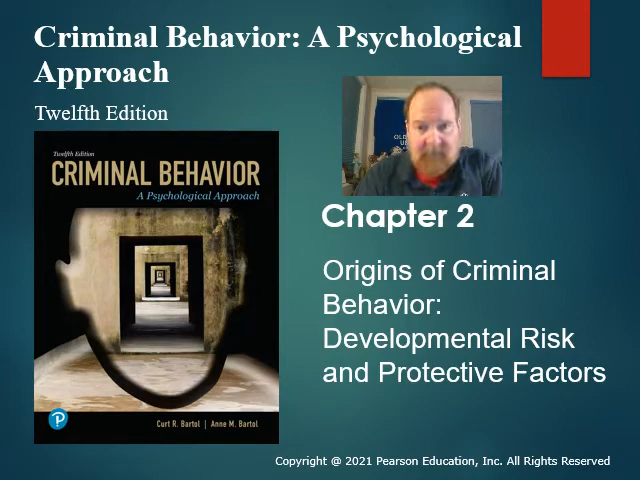 Criminal Behavior: A Psychological
Approach
Twelfth Edition
Twelfth Edition
CRIMINAL BEHAVIOR
A Psychological Approach
P
Curt R. Bartol | Anne M. Bartol
OLD
Chapter 2
Origins of Criminal
Behavior:
Developmental Risk
and Protective Factors
Copyright @ 2021 Pearson Education, Inc. All Rights Reserved